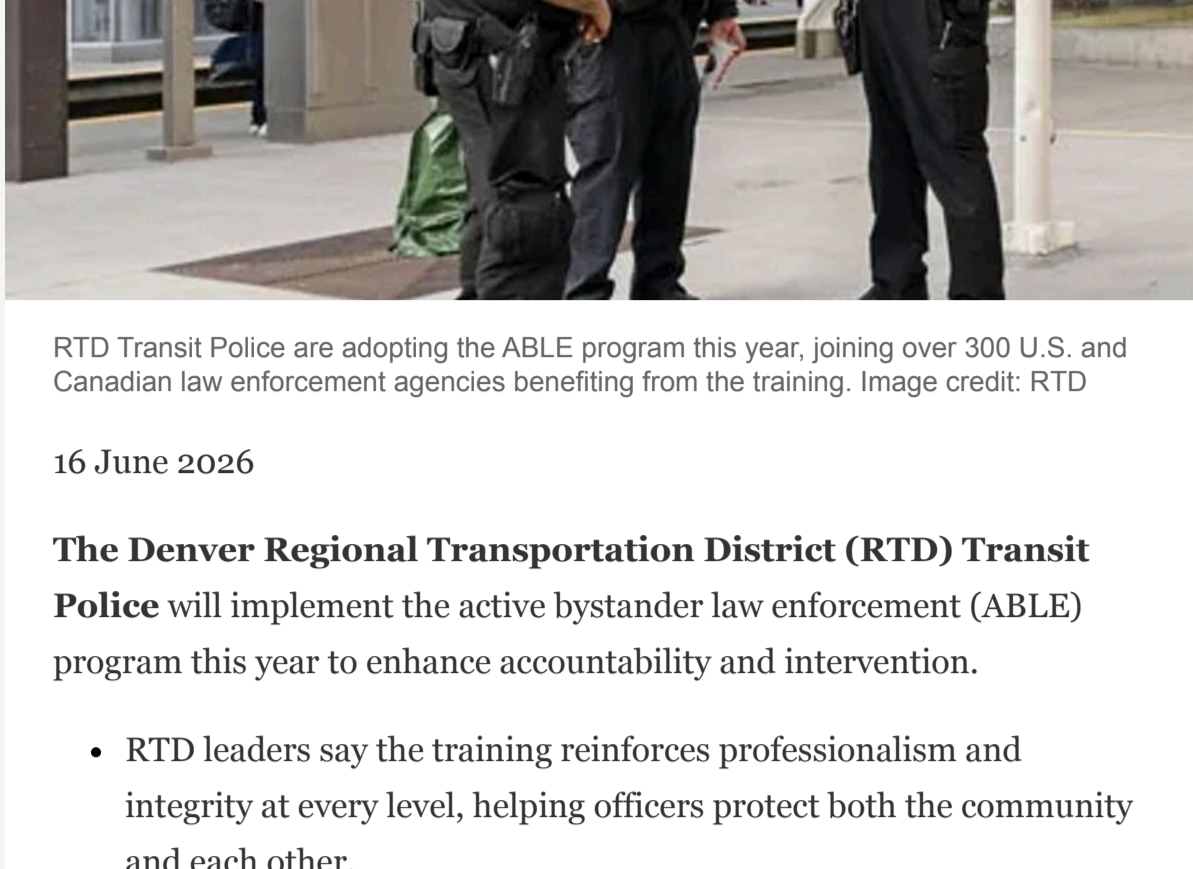 RTD Transit Police are adopting the ABLE program this year, joining over 300 U.S. and
Canadian law enforcement agencies benefiting from the training. Image credit: RTD
16 June 2026
The Denver Regional Transportation District (RTD) Transit
Police will implement the active bystander law enforcement (ABLE)
program this year to enhance accountability and intervention.
• RTD leaders say the training reinforces professionalism and
integrity at every level, helping officers protect both the community
and each other.